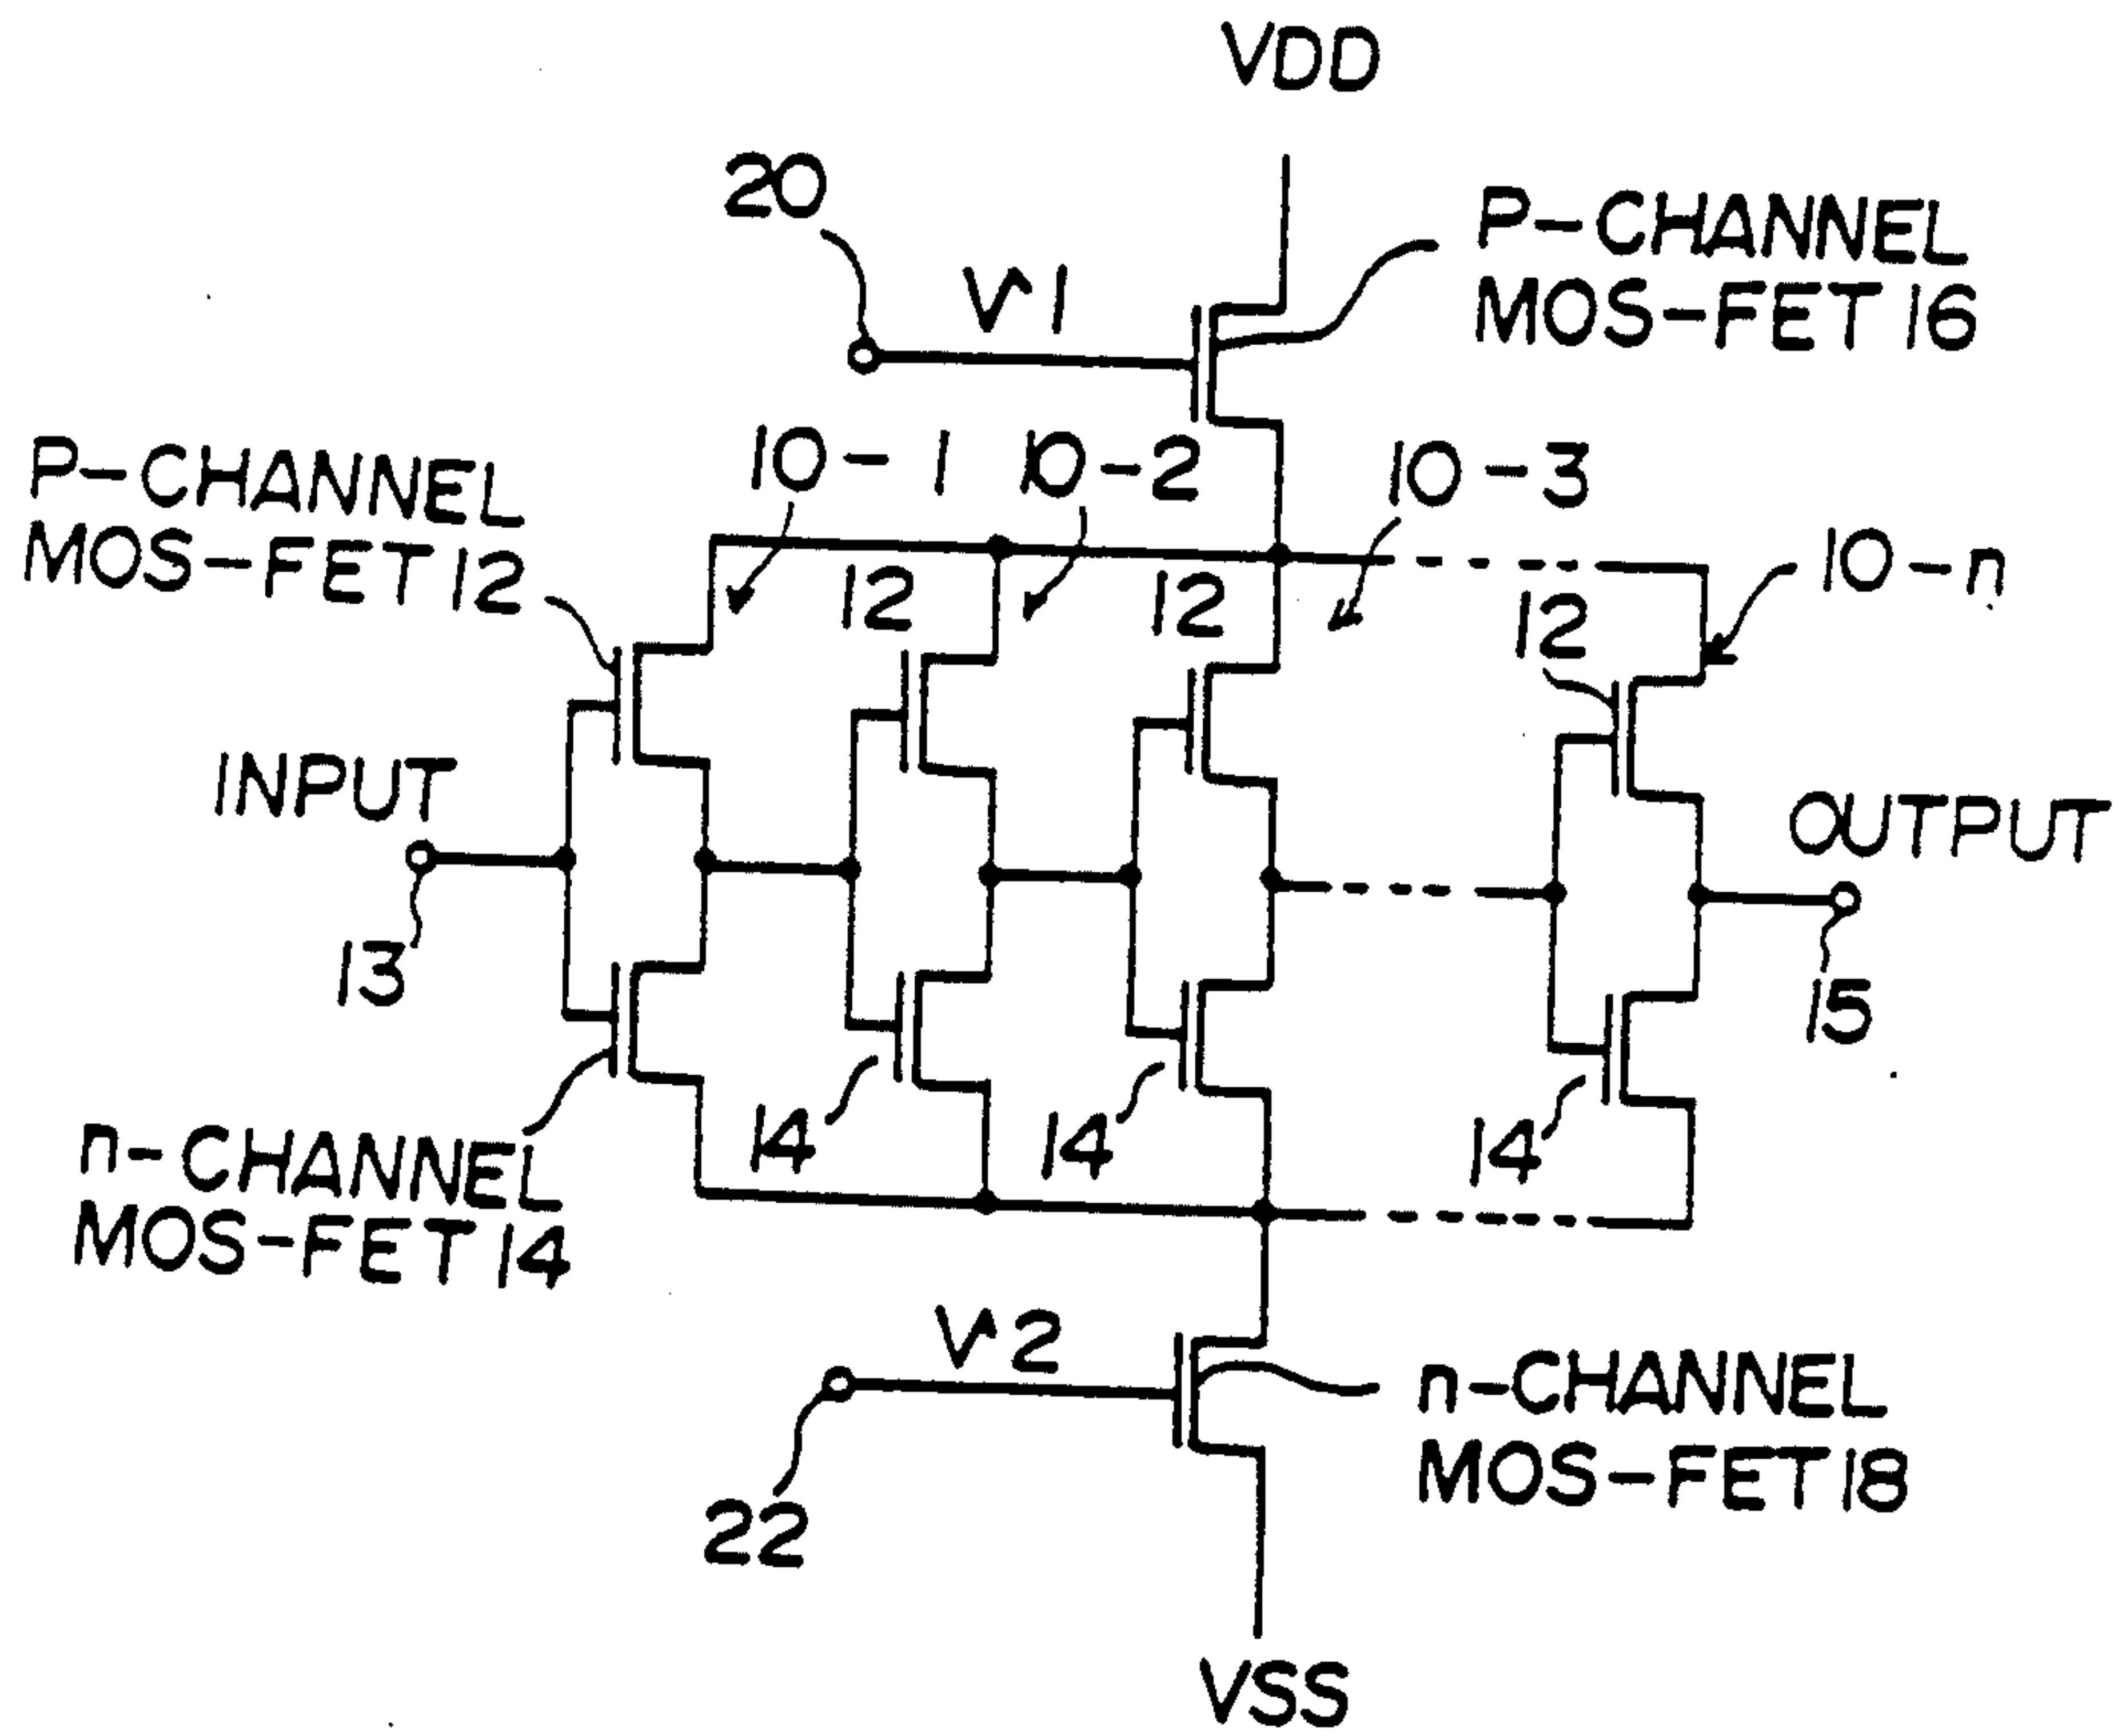 VDD
20
V1
P-CHANNEL
MOS-FET 16
10-1
10-2
10-3
P-CHANNEL
MOS-FET 12
12
12
12
10-n
INPUT
13
OUTPUT
15
n-CHANNEL
MOS-FET 14
14
14
14
V2
22
n-CHANNEL
MOS-FET 18
VSS